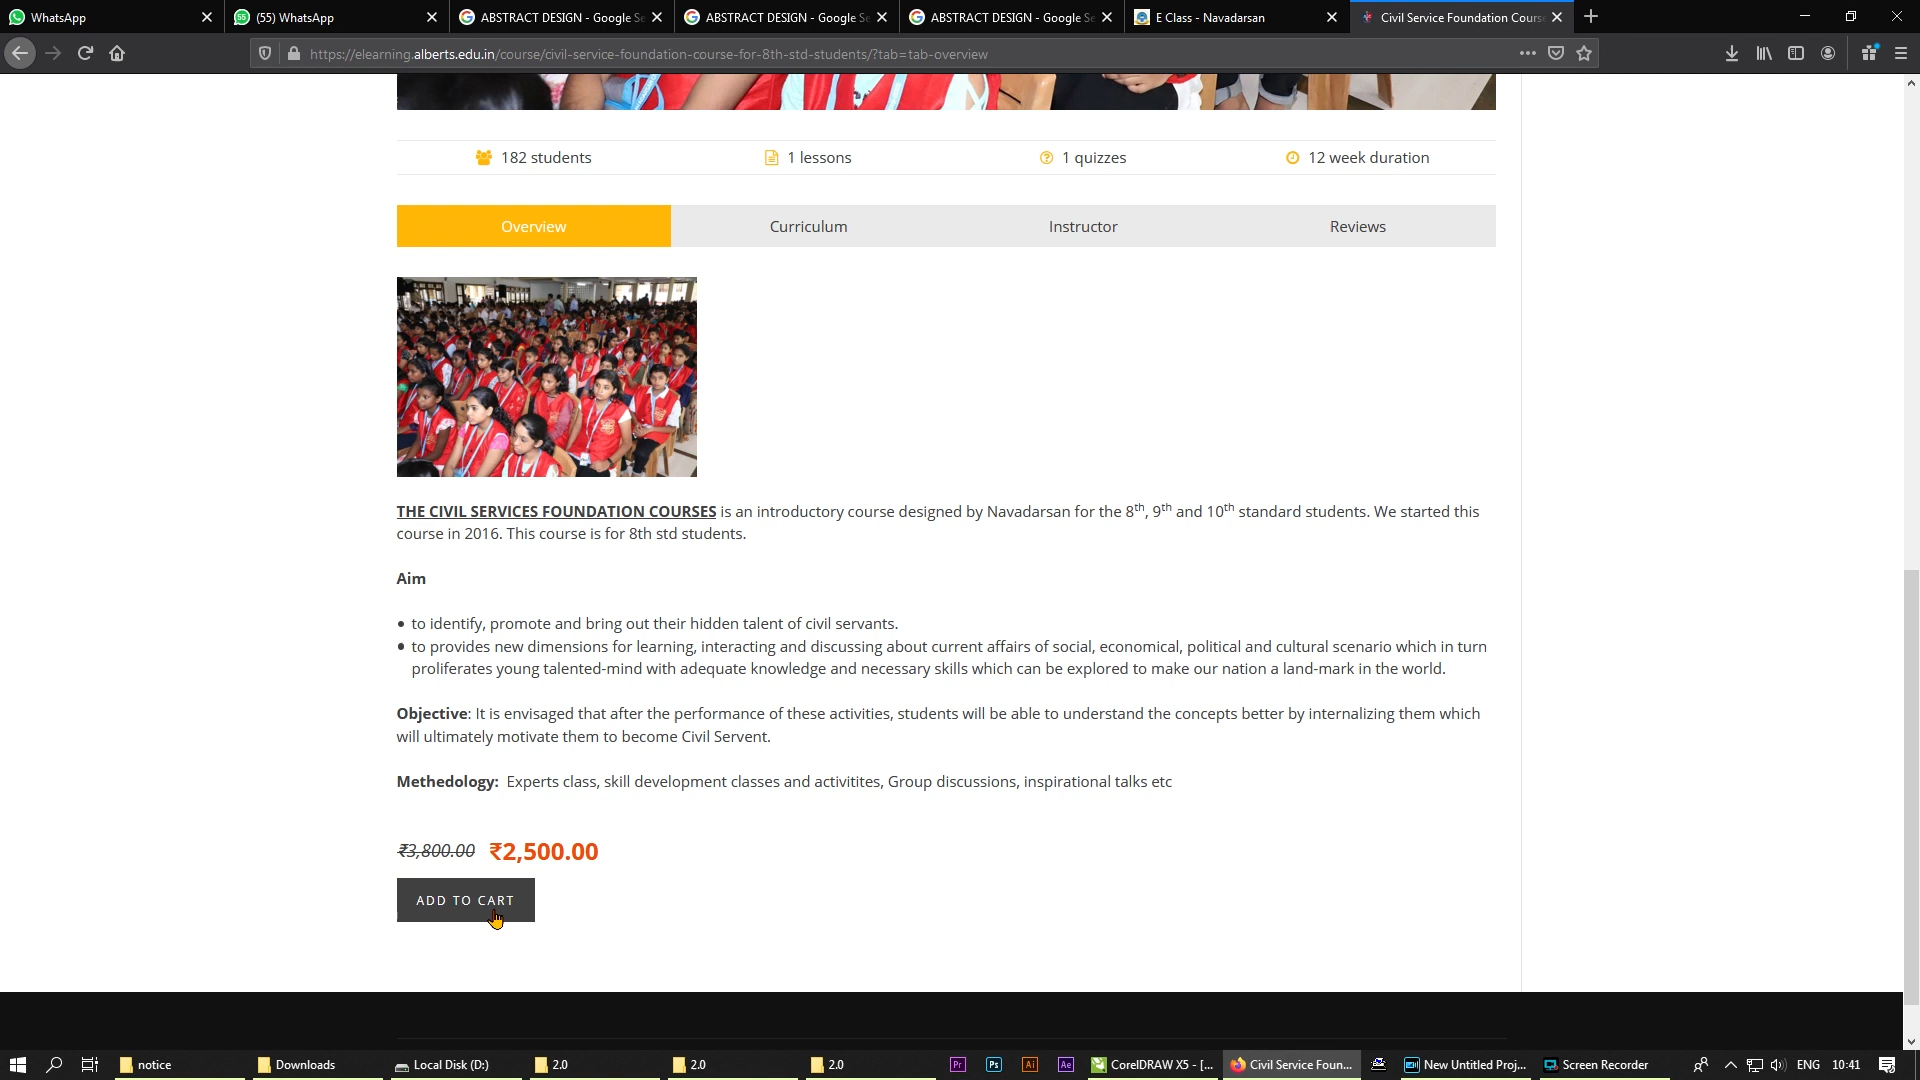 WhatsApp
(55) WhatsApp
ABSTRACT DESIGN - Google Se
ABSTRACT DESIGN - Google Se
ABSTRACT DESIGN - Google Se
E Class - Navadarsan
Civil Service Foundation Cours
https://elearning.alberts.edu.in/course/civil-service-foundation-course-for-8th-std-students/?tab=tab-overview
182 students
1 lessons
1 quizzes
12 week duration
Overview
Curriculum
Instructor
Reviews
THE CIVIL SERVICES FOUNDATION COURSES is an introductory course designed by Navadarsan for the 8th, 9th and 10th standard students. We started this
course in 2016. This course is for 8th std students.
Aim
• to identify, promote and bring out their hidden talent of civil servants.
• to provides new dimensions for learning, interacting and discussing about current affairs of social, economical, political and cultural scenario which in turn
proliferates young talented-mind with adequate knowledge and necessary skills which can be explored to make our nation a land-mark in the world.
Objective: It is envisaged that after the performance of these activities, students will be able to understand the concepts better by internalizing them which
will ultimately motivate them to become Civil Servent.
Methedology: Experts class, skill development classes and activitites, Group discussions, inspirational talks etc
₹3,800.00 ₹2,500.00
ADD TO CART
notice
Downloads
Local Disk (D:)
2.0
2.0
2.0
Pr
Ps
Ai
Ae
CorelDRAW X5 - [...
Civil Service Foun...
New Untitled Proj...
Screen Recorder
ENG
10:41